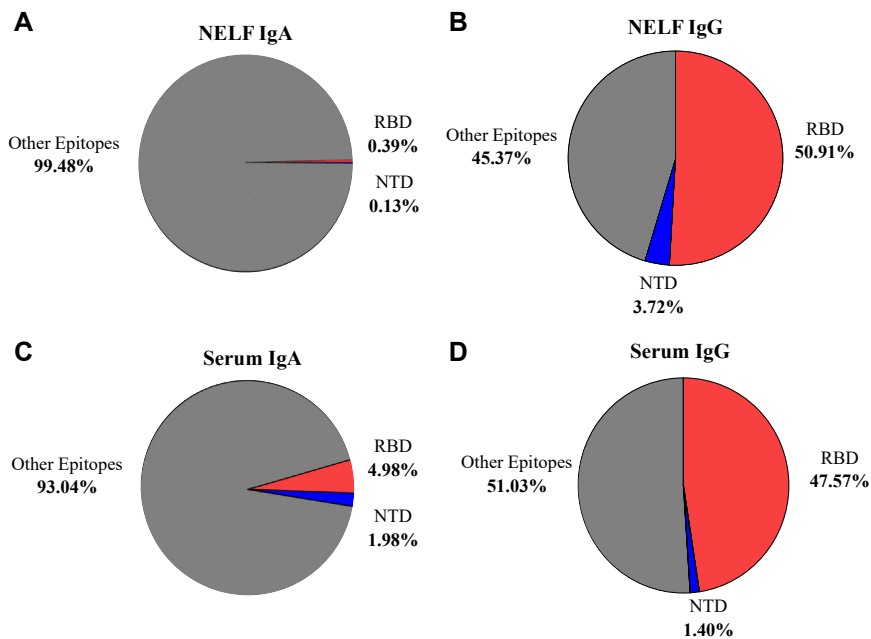 A
NELF IgA
Other Epitopes
99.48%
RBD
0.39%
NTD
0.13%
B
NELF IgG
Other Epitopes
45.37%
RBD
50.91%
NTD
3.72%
C
Serum IgA
Other Epitopes
93.04%
RBD
4.98%
NTD
1.98%
D
Serum IgG
Other Epitopes
51.03%
RBD
47.57%
NTD
1.40%